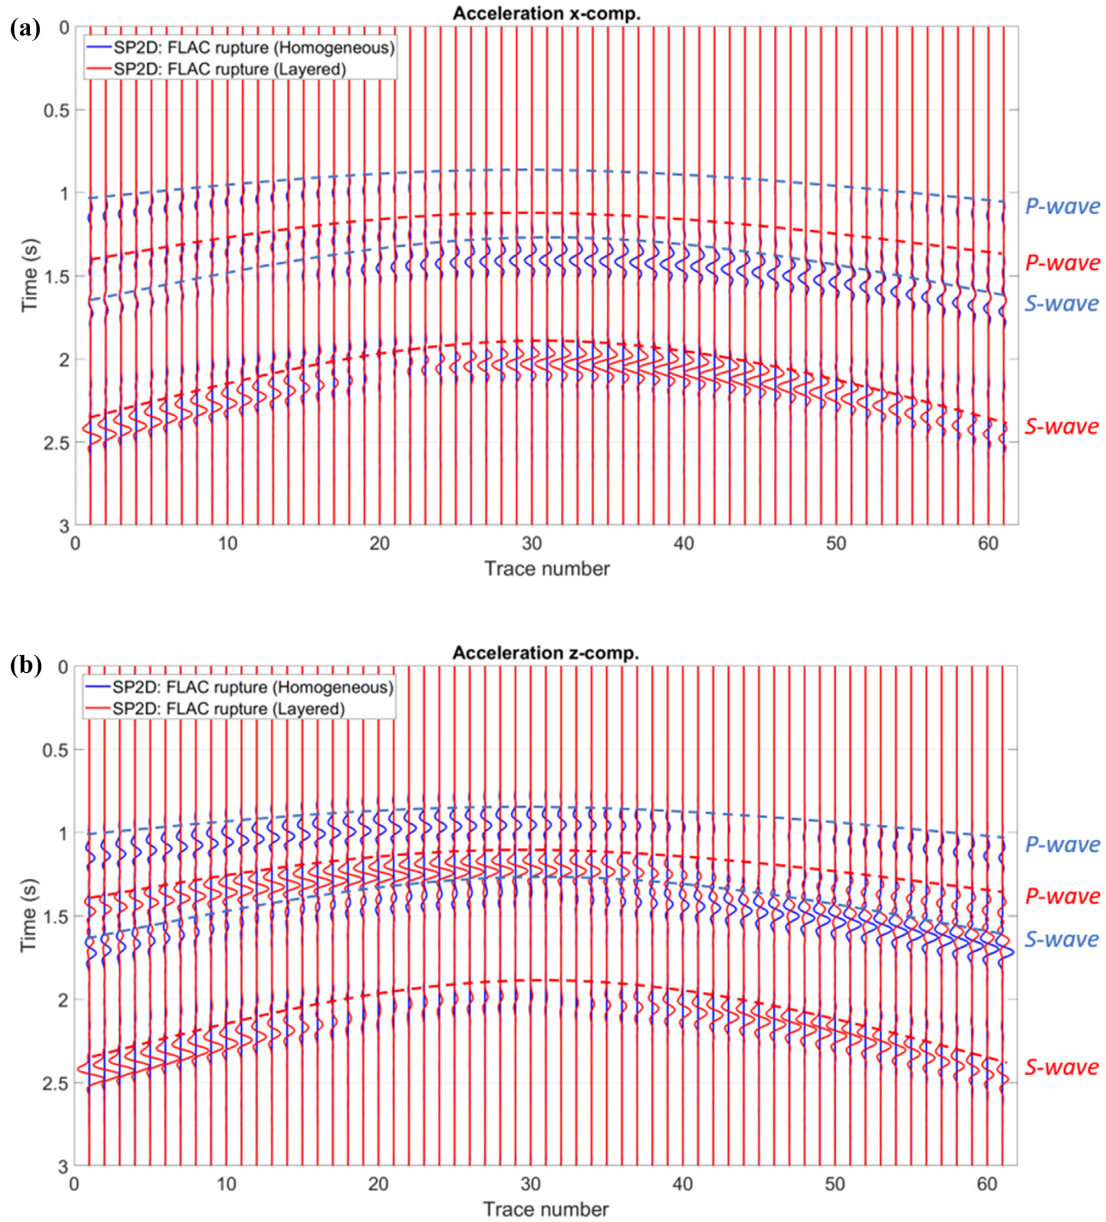 (a)
Acceleration x-comp.
SP2D: FLAC rupture (Homogeneous)
SP2D: FLAC rupture (Layered)
0
0.5
1
1.5
2
2.5
3
Time (s)
P-wave
P-wave
S-wave
S-wave
0 10 20 30 40 50 60
Trace number
(b)
Acceleration z-comp.
SP2D: FLAC rupture (Homogeneous)
SP2D: FLAC rupture (Layered)
0
0.5
1
1.5
2
2.5
3
Time (s)
P-wave
P-wave
S-wave
S-wave
0 10 20 30 40 50 60
Trace number